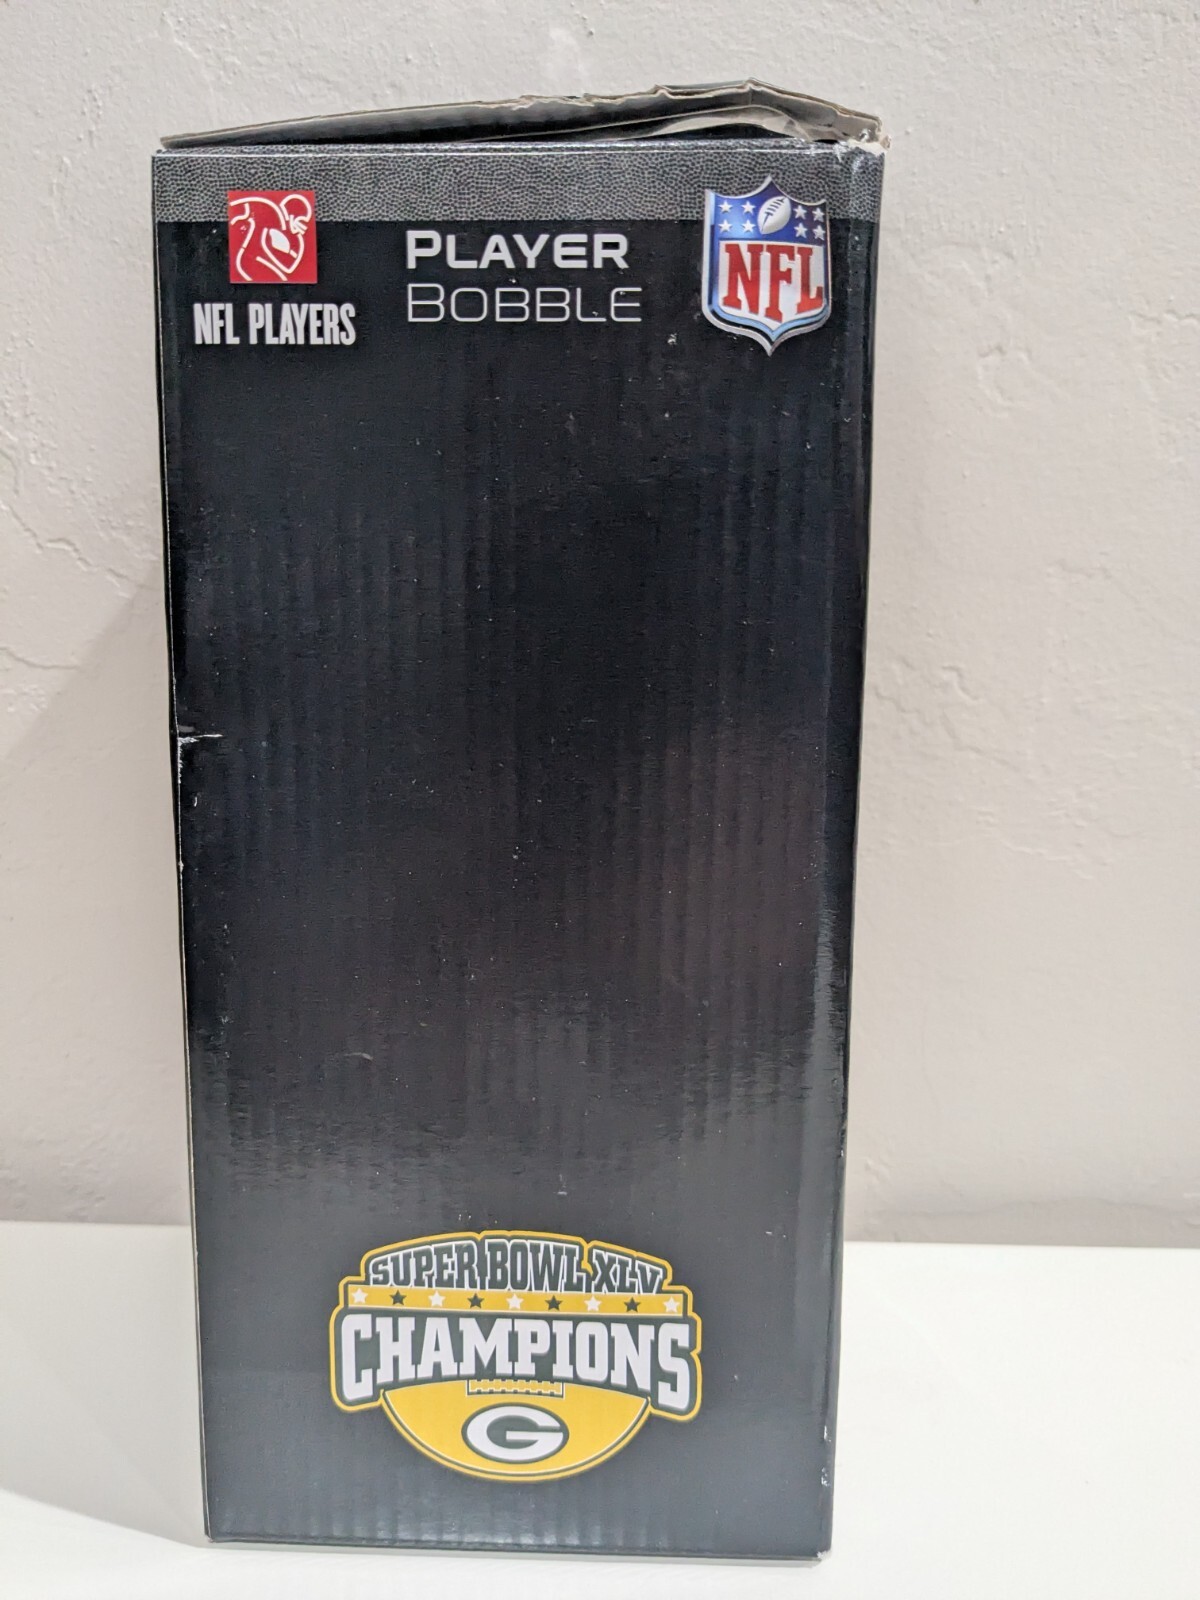 PLAYER
BOBBLE
NFL PLAYERS
NFL
SUPER BOWL XLV
CHAMPIONS
G